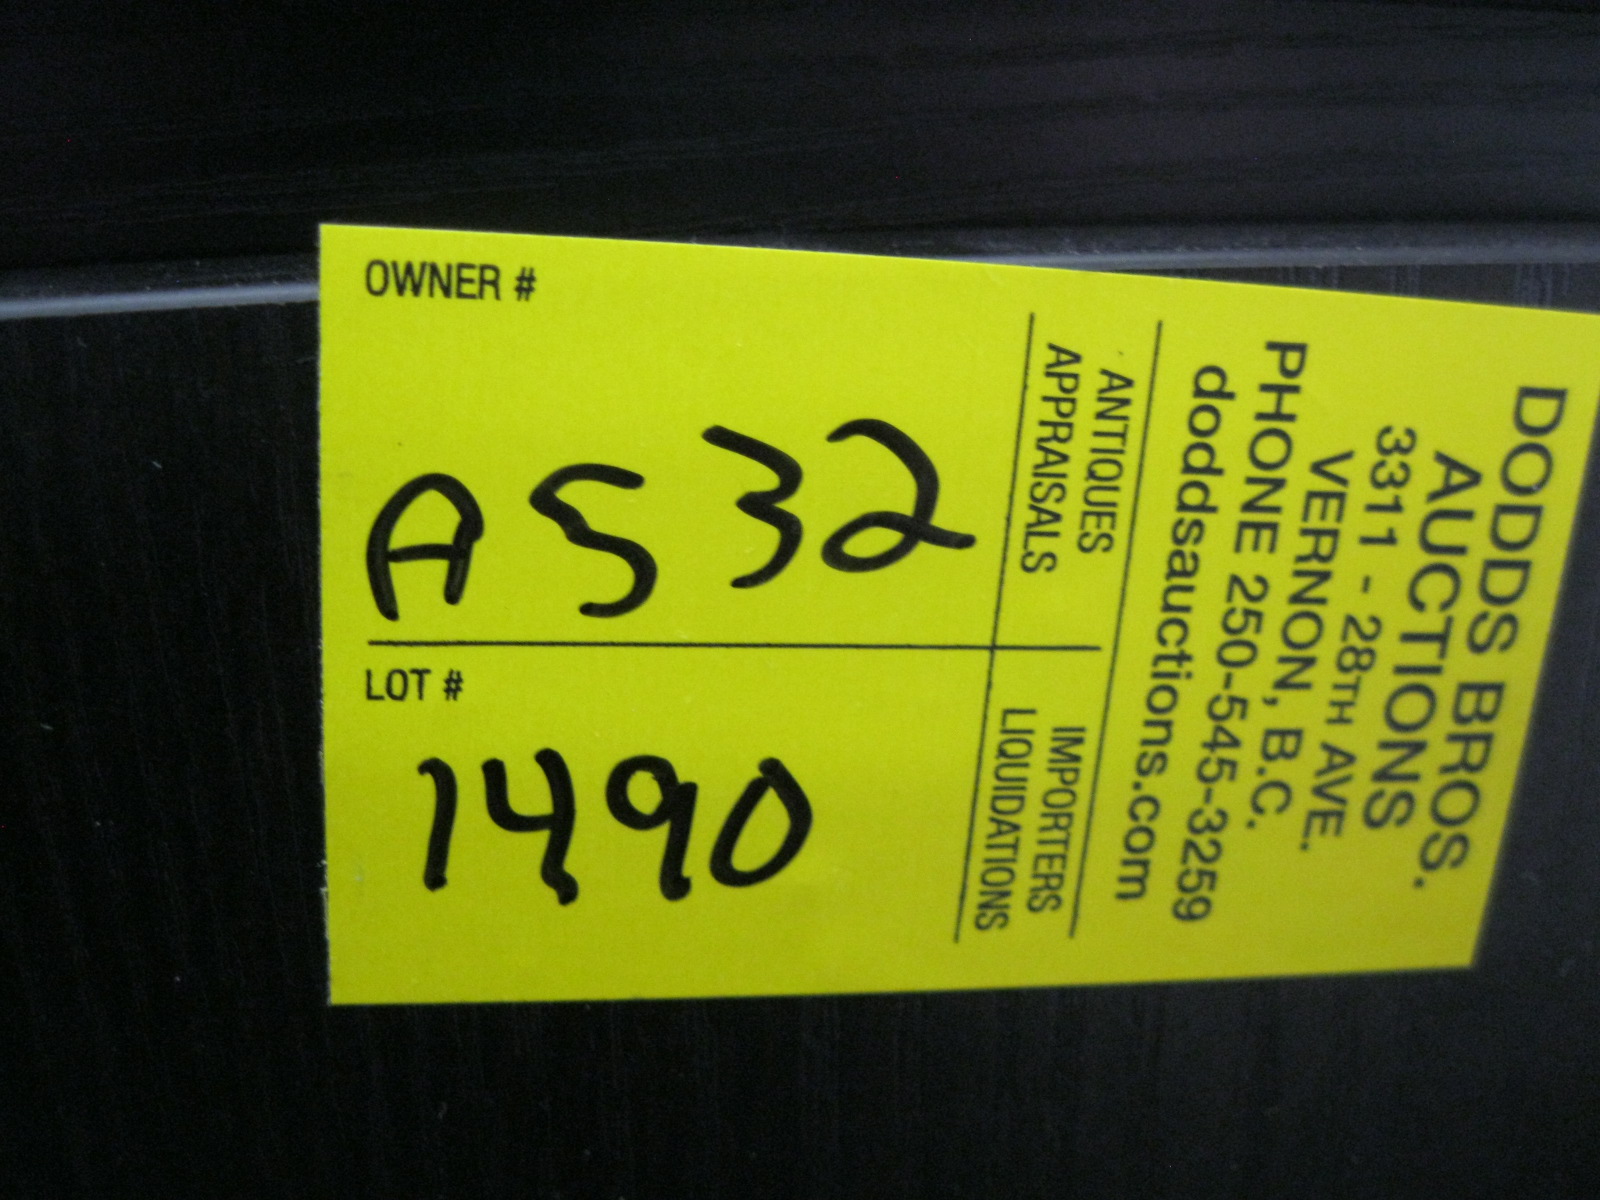 OWNER #
A532
LOT #
1490
DODDS BROS.
AUCTIONS
3311 - 28TH AVE.
VERNON, B.C.
PHONE 250-545-3259
doddsauctions.com
ANTIQUES
APPRAISALS
IMPORTERS
LIQUIDATIONS